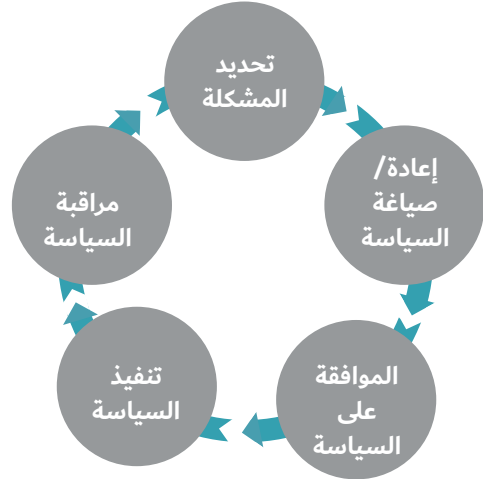 تحديد
المشكلة
إعادة/
صياغة
السياسة
الموافقة
على
السياسة
تنفيذ
السياسة
مراقبة
السياسة